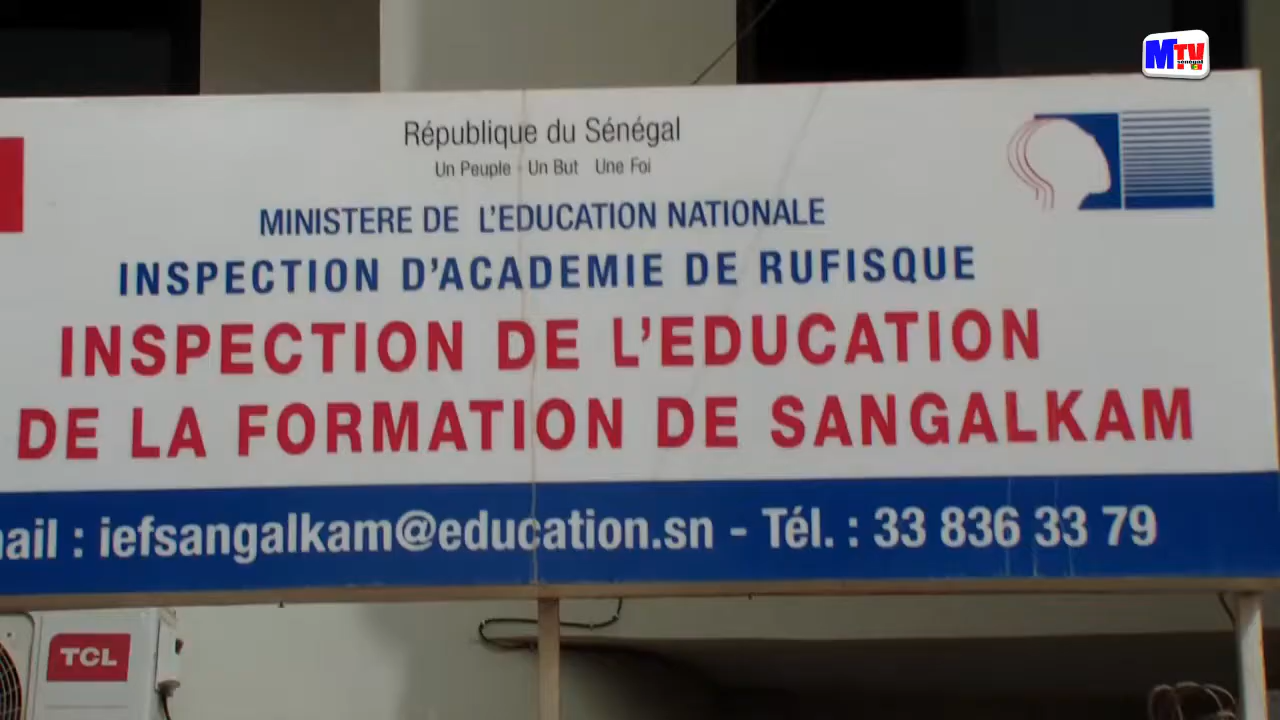 MTV
sénégal
République du Sénégal
Un Peuple - Un But Une Foi
MINISTERE DE L'EDUCATION NATIONALE
INSPECTION D'ACADEMIE DE RUFISQUE
INSPECTION DE L'EDUCATION
DE LA FORMATION DE SANGALKAM
ail : iefsangalkam@education.sn - Tél. : 33 836 33 79
TCL